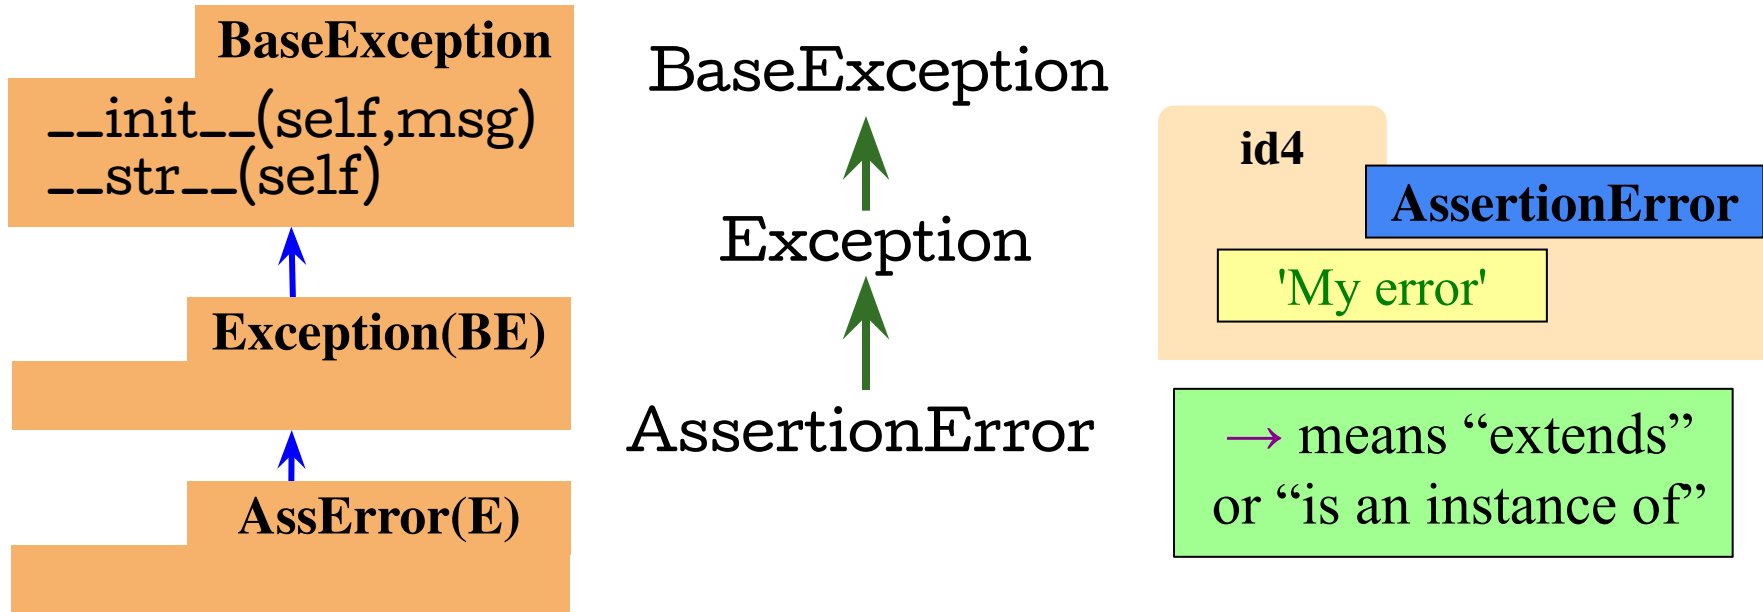 BaseException
__init__(self,msg)
__str__(self)
Exception(BE)
AssError(E)
BaseException
Exception
AssertionError
id4
AssertionError
'My error'
→ means “extends”
or “is an instance of”